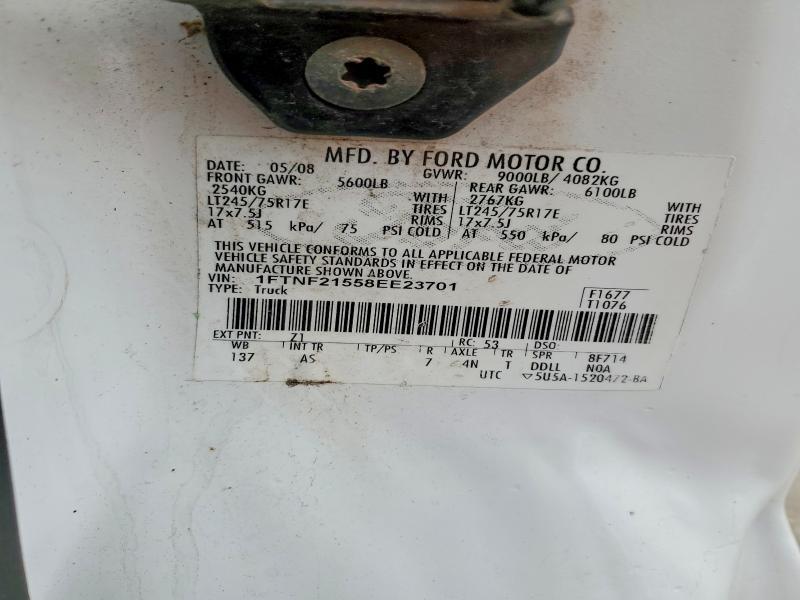 MFD. BY FORD MOTOR CO.
DATE: 05/08 GVWR: 9000LB/ 4082KG
FRONT GAWR: 5600LB REAR GAWR: 6100LB
2540KG WITH 2767KG WITH
LT245/75R17E TIRES LT245/75R17E TIRES
17x7.5J RIMS 17x7.5J RIMS
AT 515 kPa/ 75 PSI COLD AT 550 kPa/ 80 PSI COLD
THIS VEHICLE CONFORMS TO ALL APPLICABLE FEDERAL MOTOR
VEHICLE SAFETY STANDARDS IN EFFECT ON THE DATE OF
MANUFACTURE SHOWN ABOVE.
VIN: 1FTNF21558EE23701 F1677
TYPE: Truck T1076
EXT PNT: Z1 RC: 53 DSO:
WB INT TR TP/PS R AXLE TR SPR 8F714
137 AS 7 4N T DDLL N0A
UTC ▽5U5A-1520472-BA